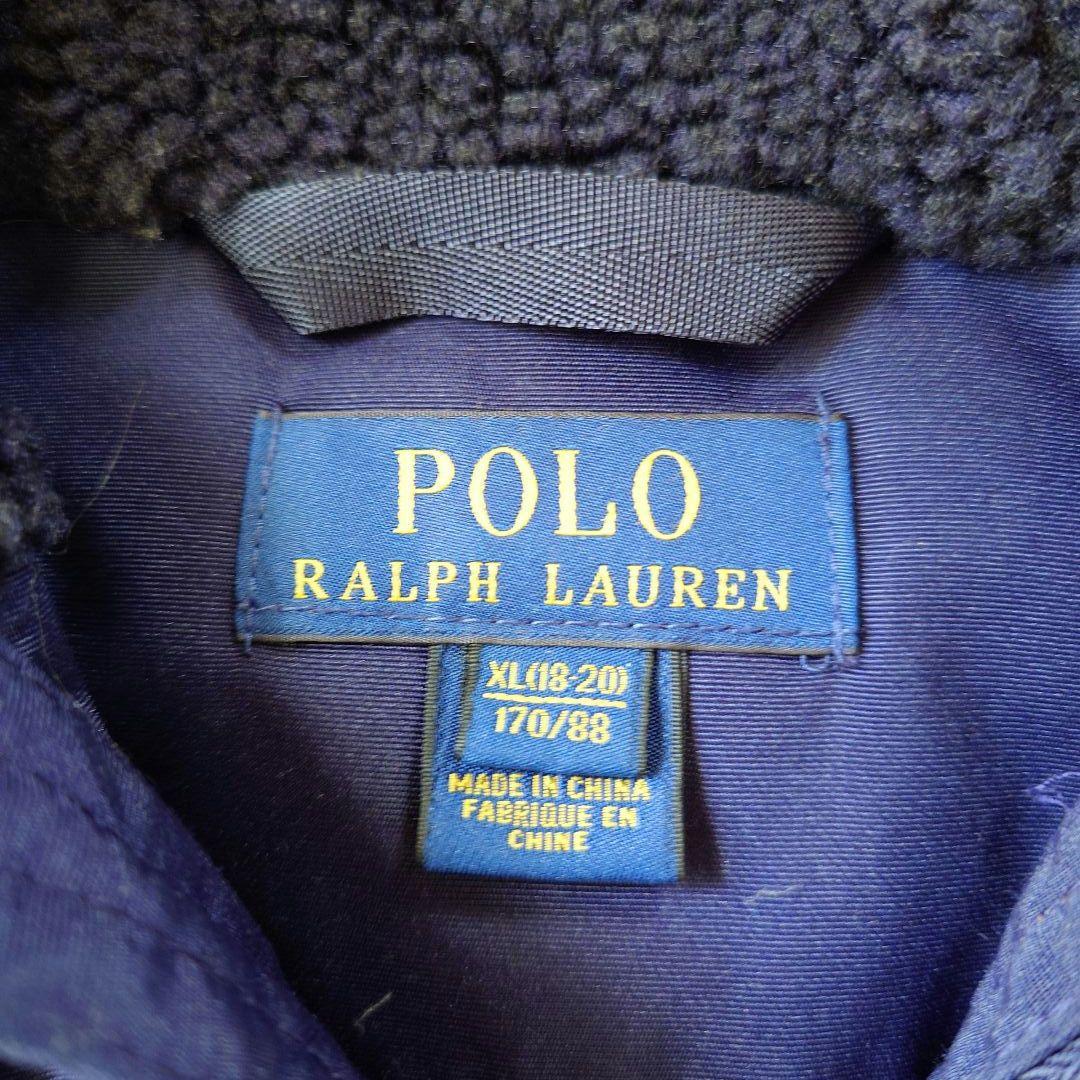 POLO
RALPH LAUREN
XL(18-20)
170/88
MADE IN CHINA
FABRIQUE EN
CHINE